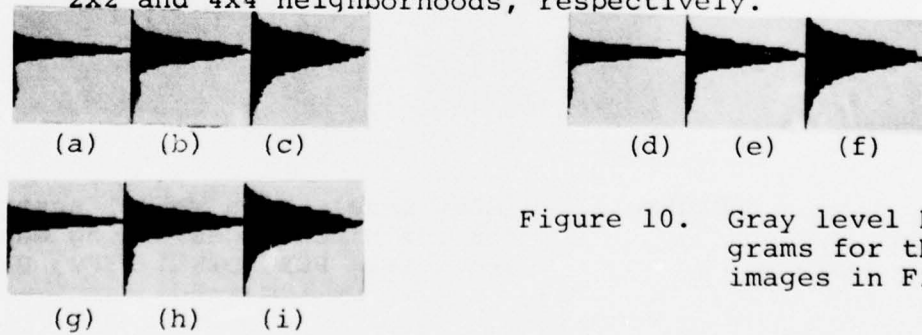 2x2 and 4x4 neighborhoods, respectively.
(a) (b) (c)
(d) (e) (f)
(g) (h) (i)
Figure 10. Gray level
grams for th
images in F